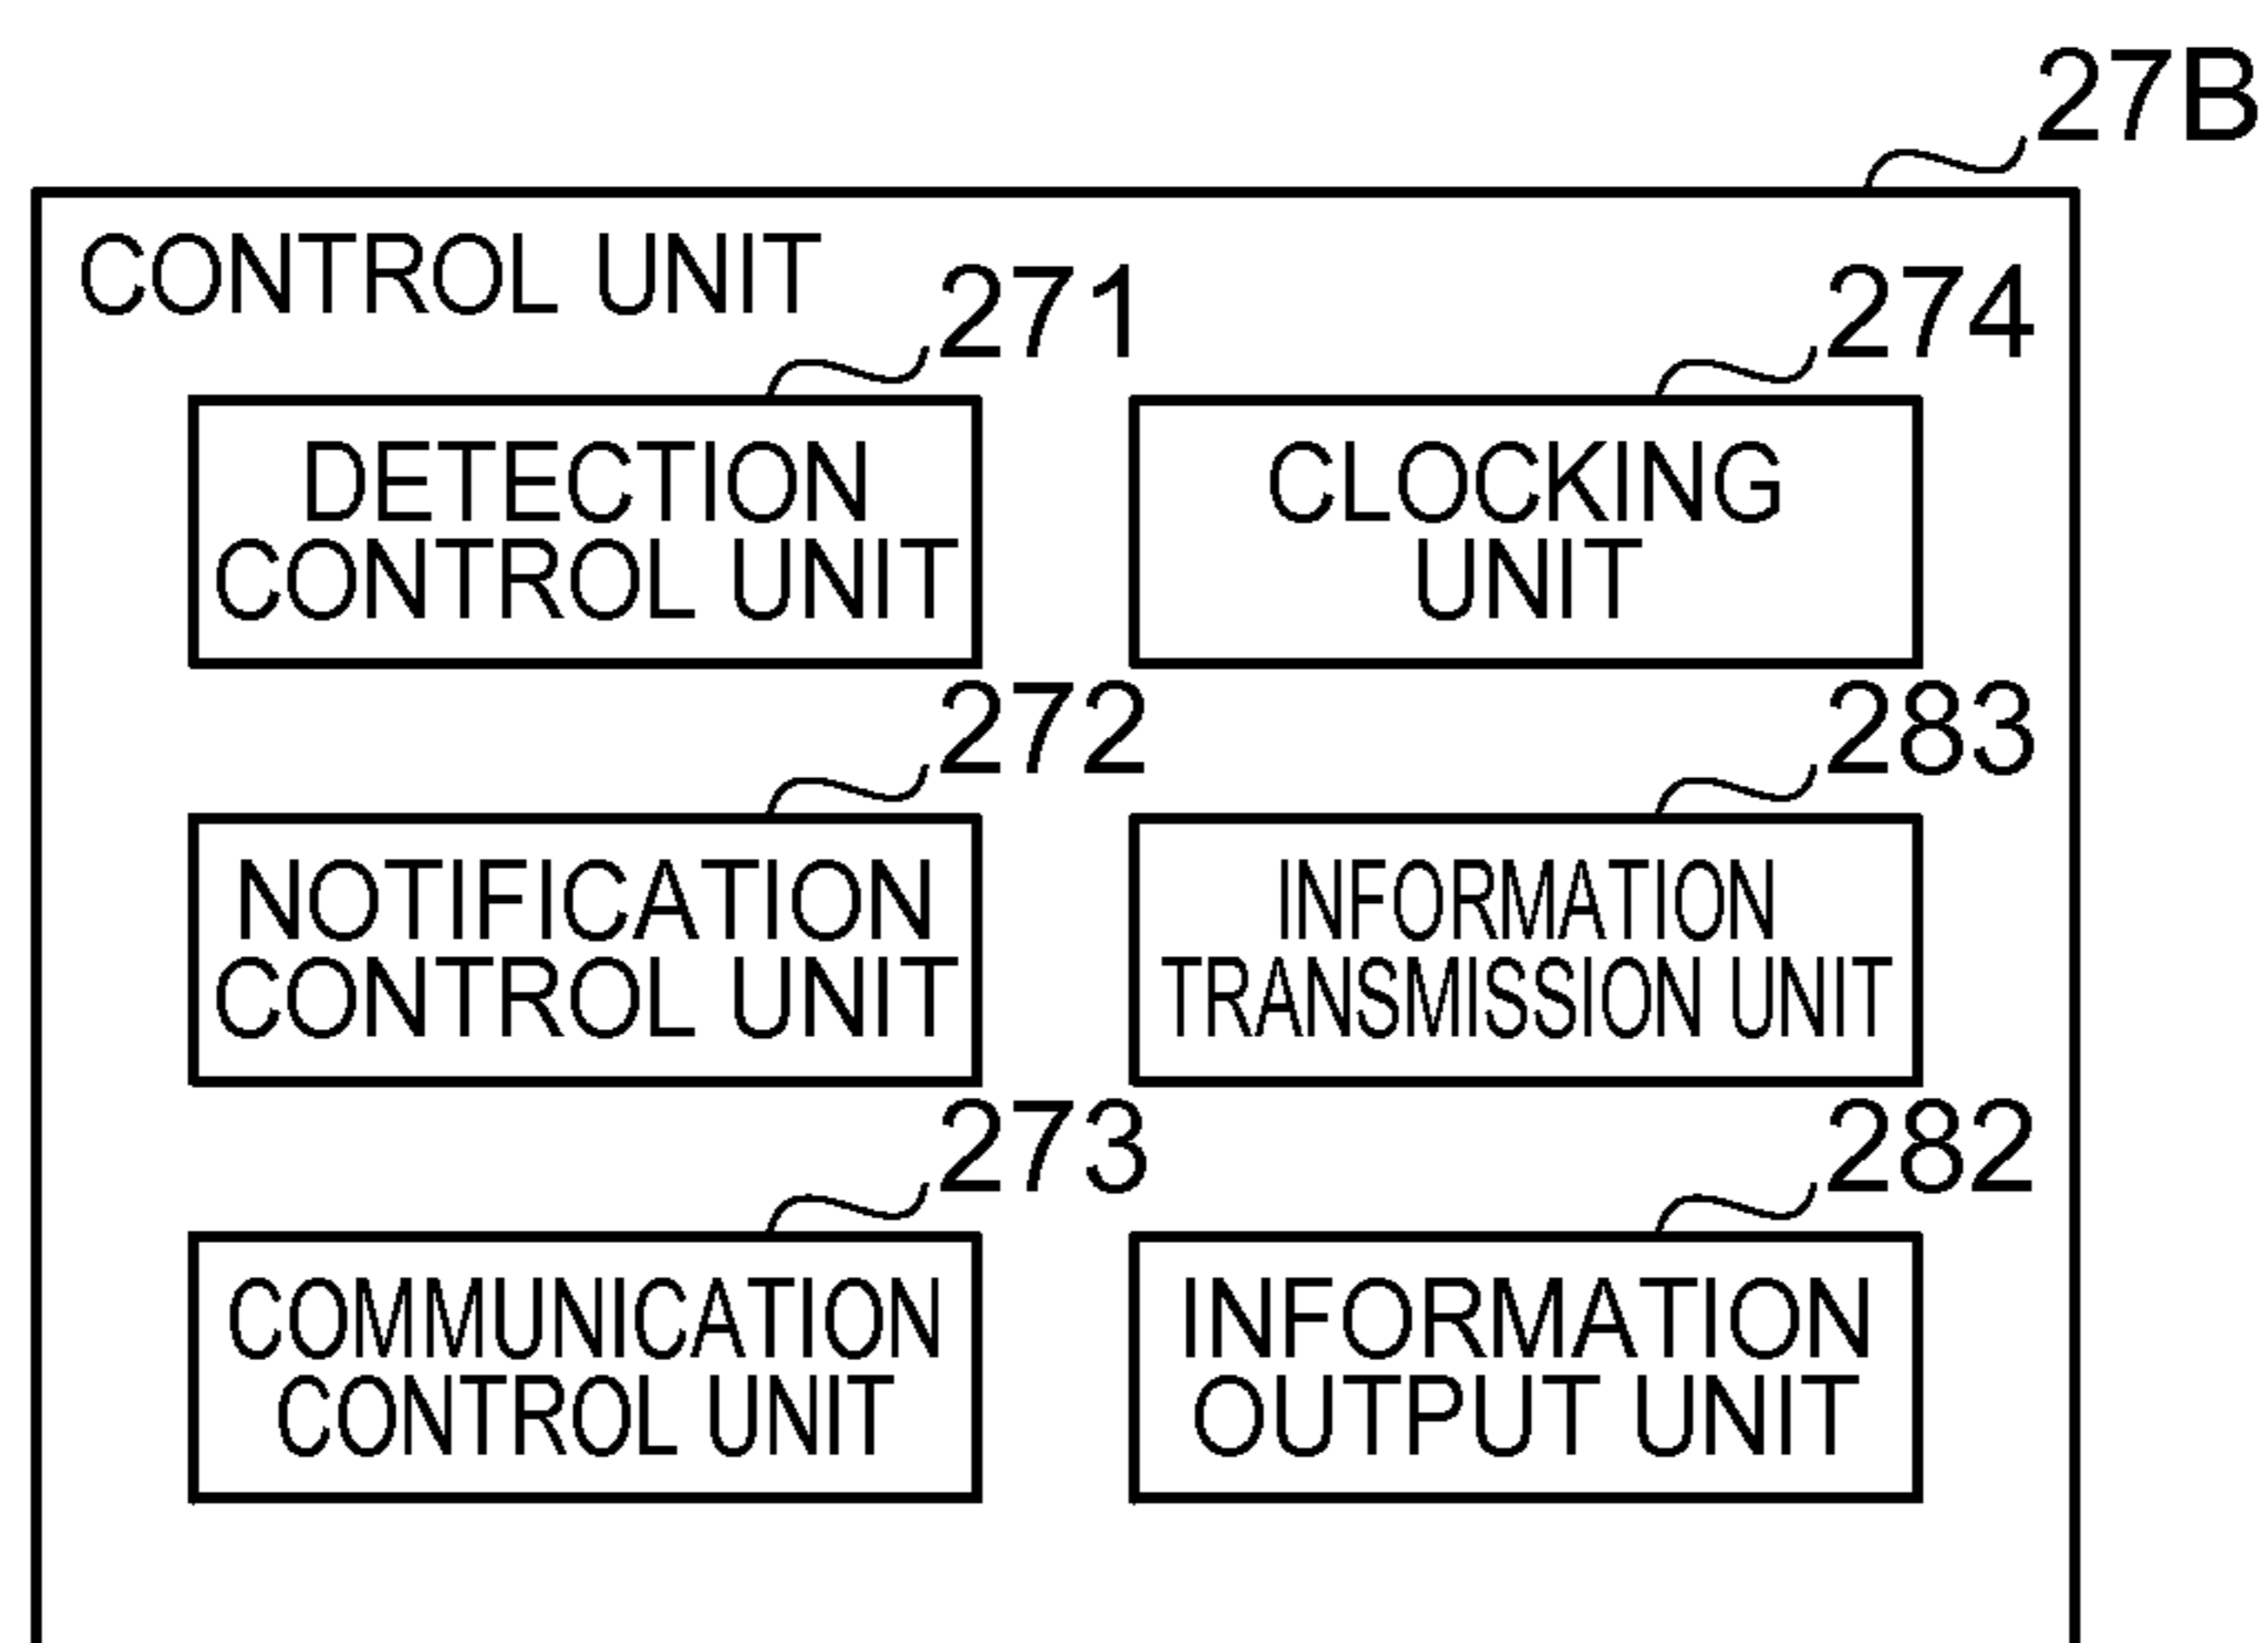 27B
CONTROL UNIT
271
274
DETECTION
CONTROL UNIT
CLOCKING
UNIT
272
283
NOTIFICATION
CONTROL UNIT
INFORMATION
TRANSMISSION UNIT
273
282
COMMUNICATION
CONTROL UNIT
INFORMATION
OUTPUT UNIT